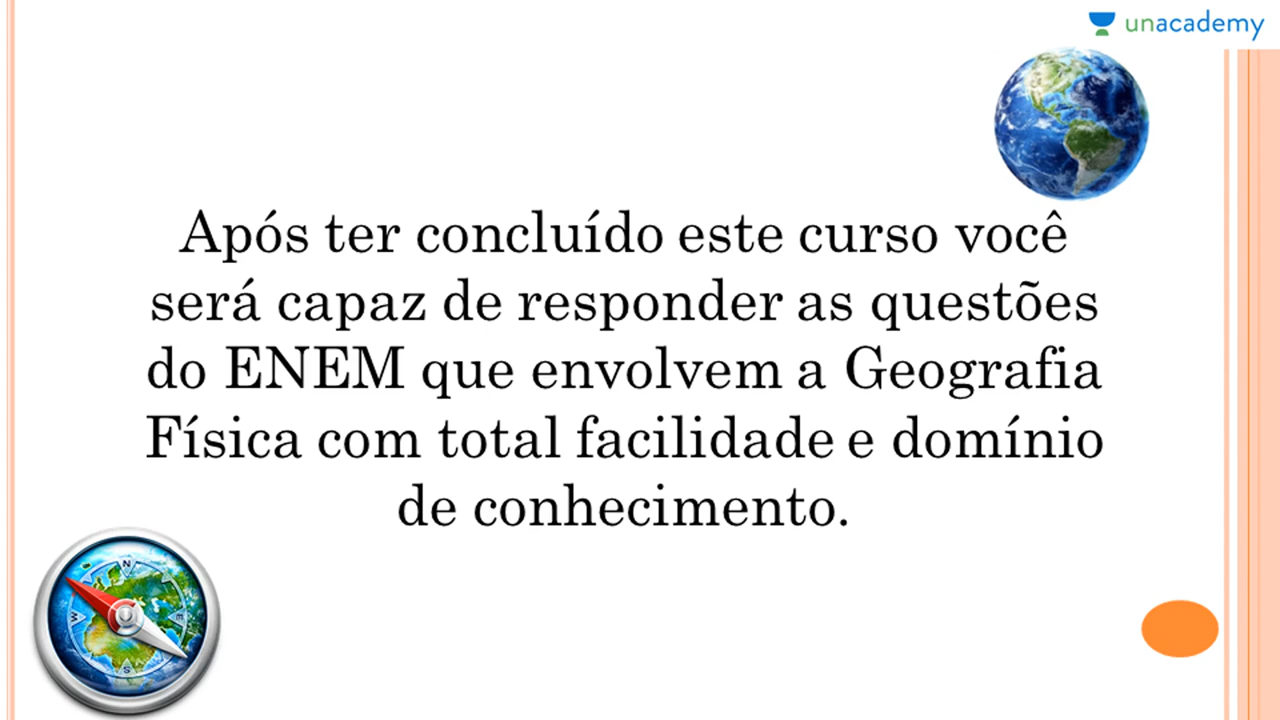 unacademy
Após ter concluído este curso você
será capaz de responder as questões
do ENEM que envolvem a Geografia
Física com total facilidade e domínio
de conhecimento.
N
W
E
S